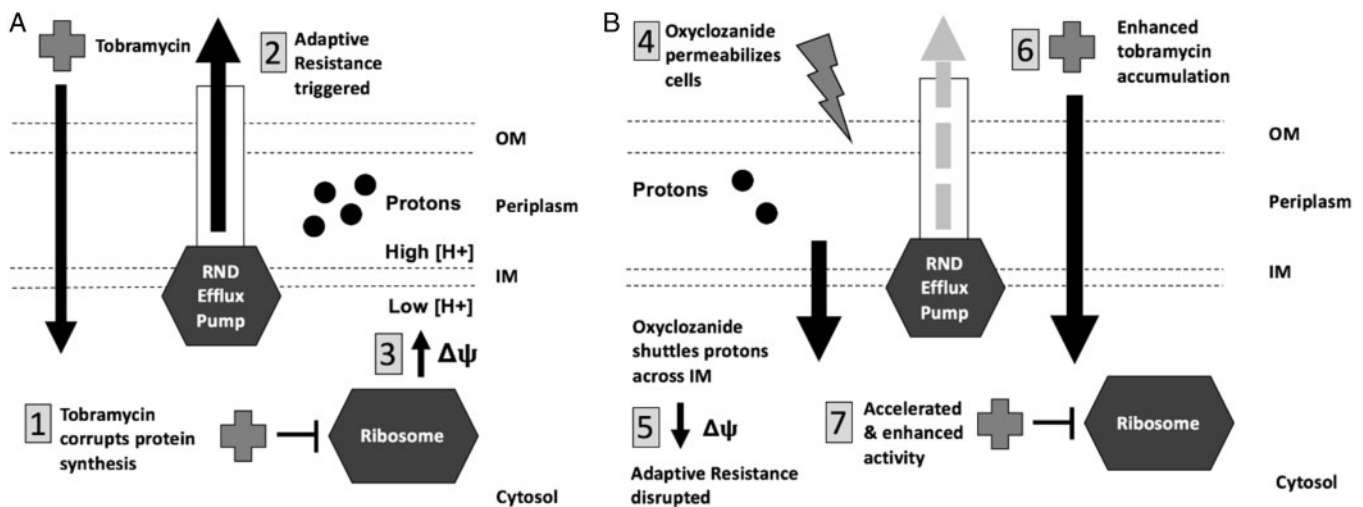 A
Tobramycin
2
Adaptive
Resistance
triggered
OM
Protons
Periplasm
High [H+]
IM
RND
Efflux
Pump
Low [H+]
3
Δψ
1
Tobramycin
corrupts protein
synthesis
Ribosome
Cytosol
B
4
Oxyclozanide
permeabilizes
cells
6
Enhanced
tobramycin
accumulation
OM
Protons
Periplasm
IM
RND
Efflux
Pump
Oxyclozanide
shuttles protons
across IM
5
Δψ
Adaptive Resistance
disrupted
7
Accelerated
& enhanced
activity
Ribosome
Cytosol